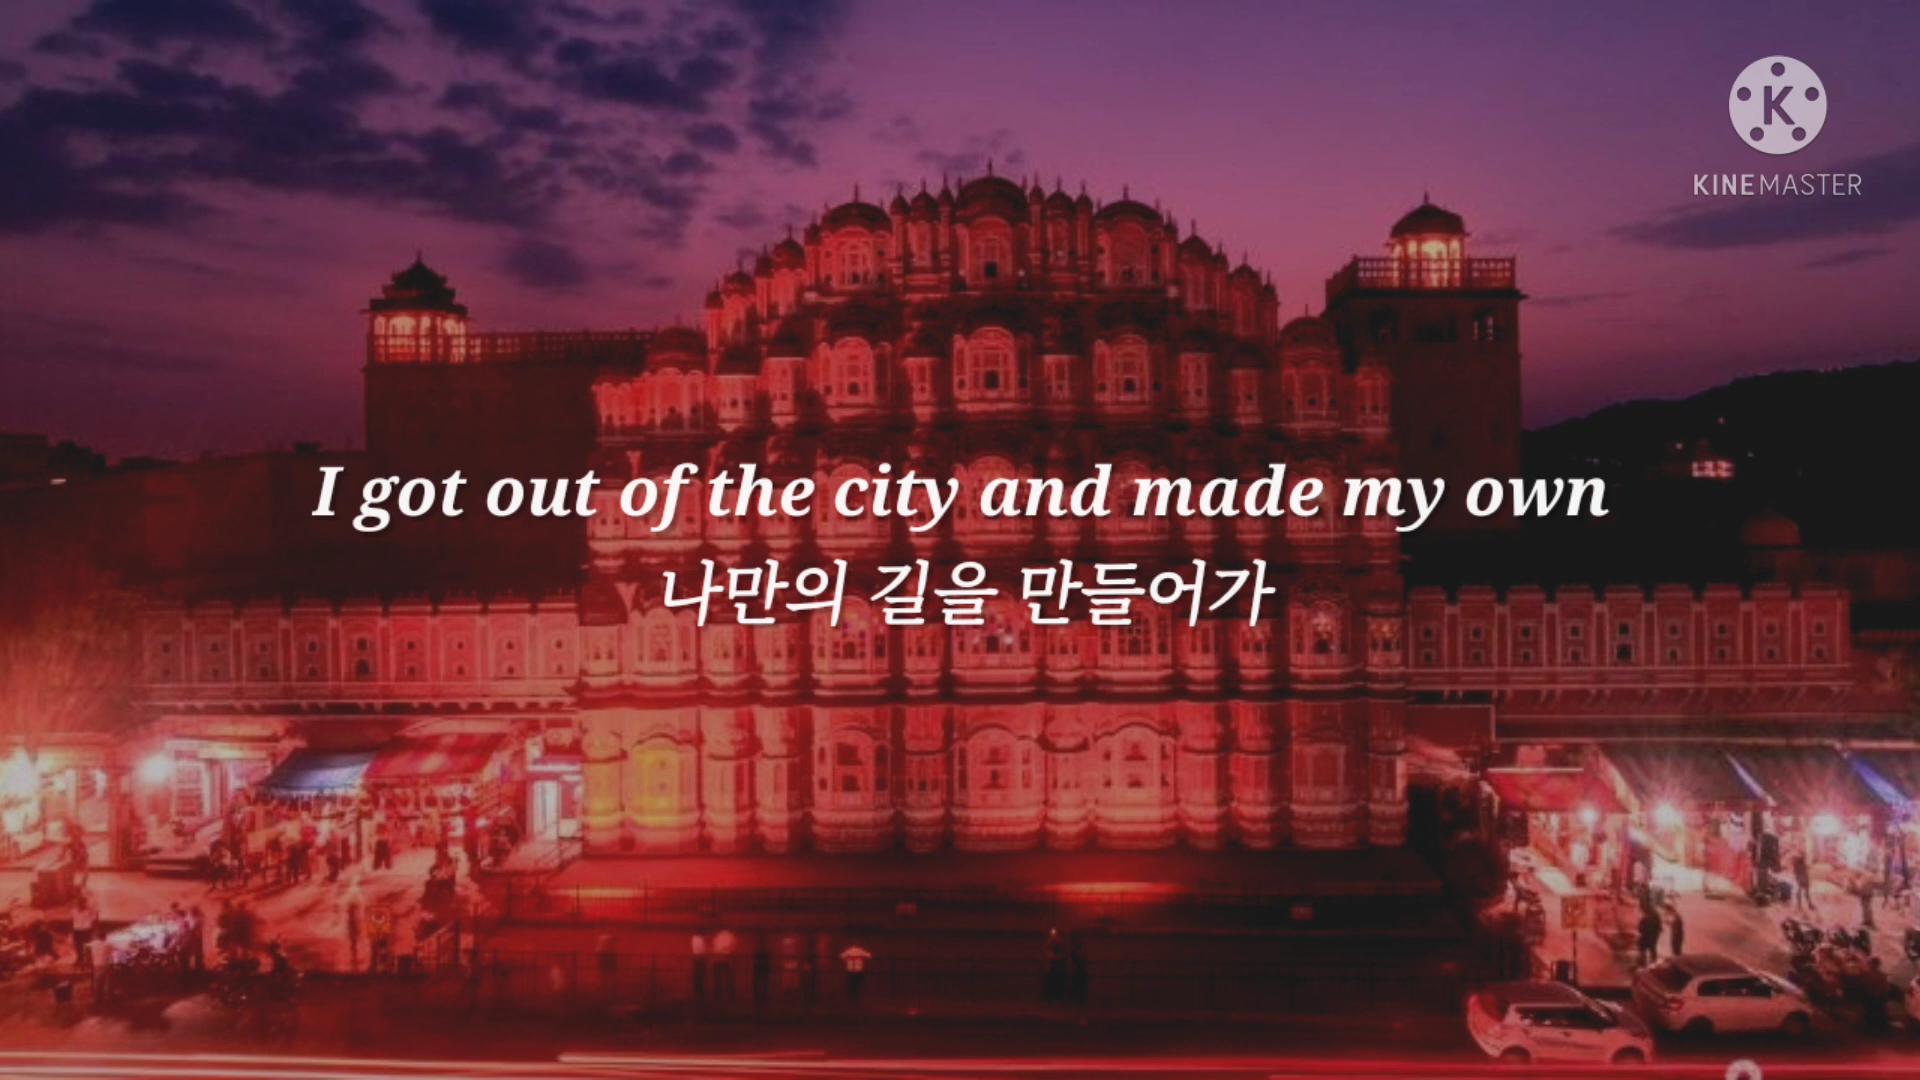 K
KINEMASTER
I got out of the city and made my own
나만의 길을 만들어가